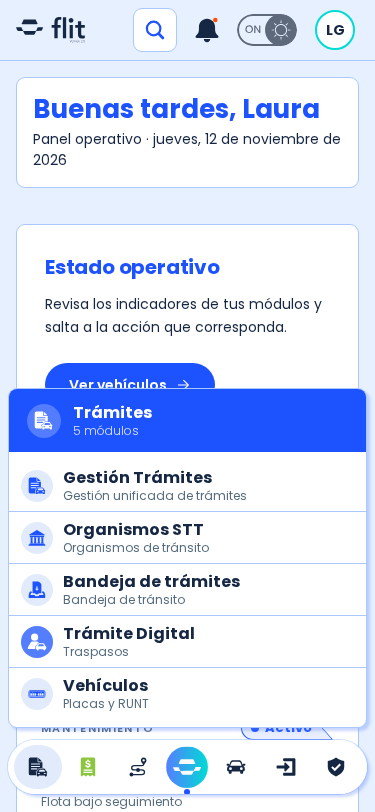 flit
ON
LG
Buenas tardes, Laura
Panel operativo · jueves, 12 de noviembre de
2026
Estado operativo
Revisa los indicadores de tus módulos y
salta a la acción que corresponda.
Ver vehículos →
Trámites
5 módulos
Gestión Trámites
Gestión unificada de trámites
Organismos STT
Organismos de tránsito
Bandeja de trámites
Bandeja de tránsito
Trámite Digital
Traspasos
Vehículos
Placas y RUNT
MANTENIMIENTO
Activo
Flota bajo seguimiento